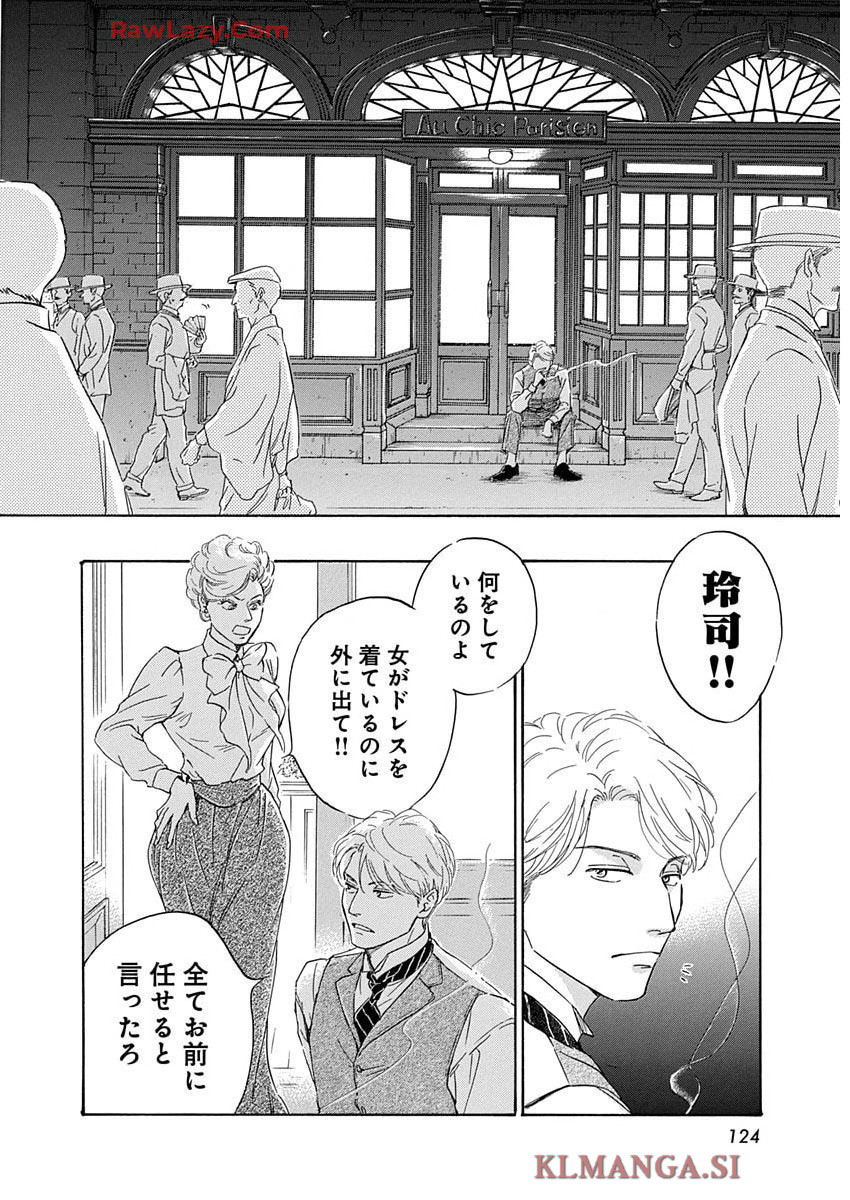 RawLazy.Com
Au Chic Parisien
玲司!!
何をして
いるのよ
女がドレスを
着ているのに
外に出て!!
全てお前に
任せると
言ったろ
124
KLMANGA.SI